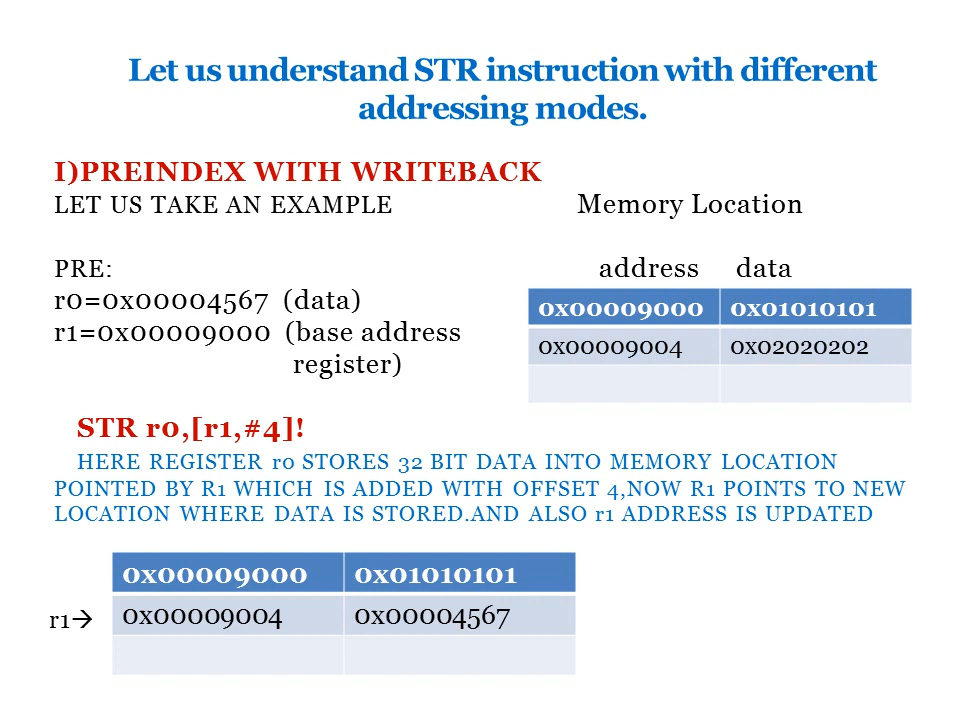 Let us understand STR instruction with different
addressing modes.
I)PREINDEX WITH WRITEBACK
LET US TAKE AN EXAMPLE Memory Location
PRE: address data
r0=0x00004567 (data)
r1=0x00009000 (base address
register)
0x00009000 0x01010101
0x00009004 0x02020202
STR r0,[r1,#4]!
HERE REGISTER r0 STORES 32 BIT DATA INTO MEMORY LOCATION
POINTED BY R1 WHICH IS ADDED WITH OFFSET 4,NOW R1 POINTS TO NEW
LOCATION WHERE DATA IS STORED.AND ALSO r1 ADDRESS IS UPDATED
0x00009000 0x01010101
r1→ 0x00009004 0x00004567